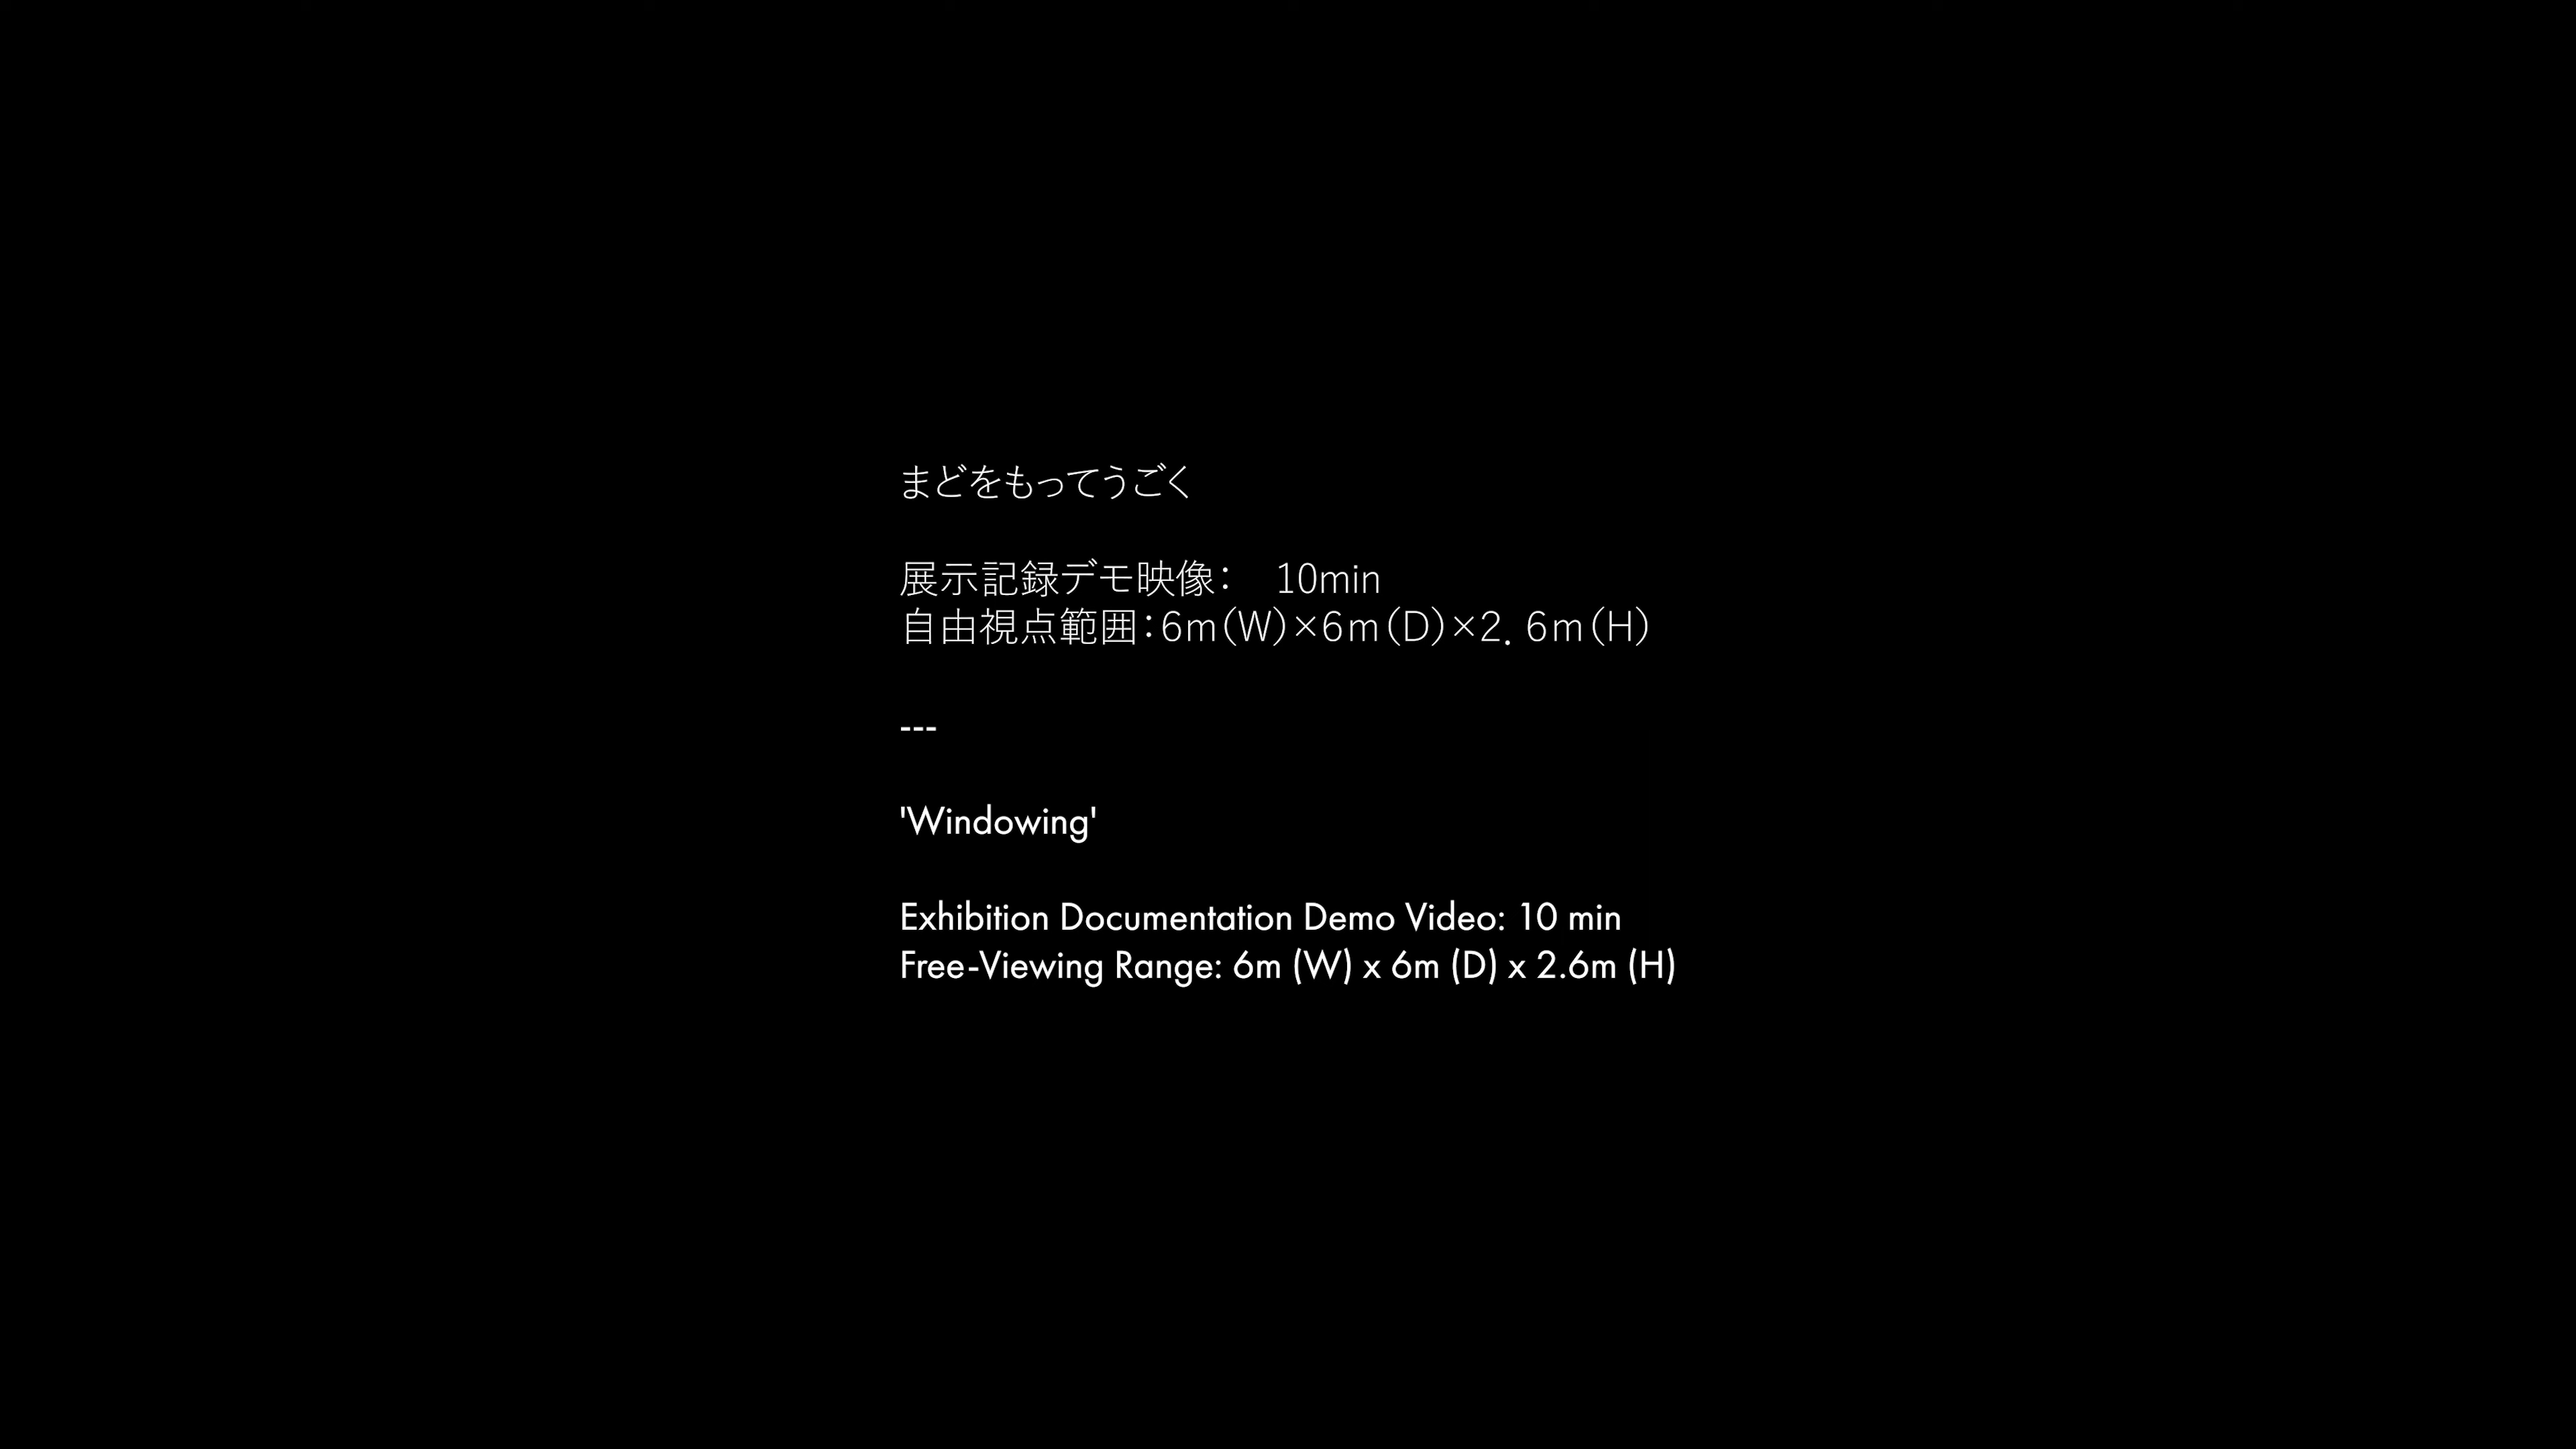 まどをもってうごく
展示記録デモ映像：　10min
自由視点範囲：6m（W）×6m（D）×2．6m（H）
---
'Windowing'
Exhibition Documentation Demo Video: 10 min
Free-Viewing Range: 6m (W) x 6m (D) x 2.6m (H)